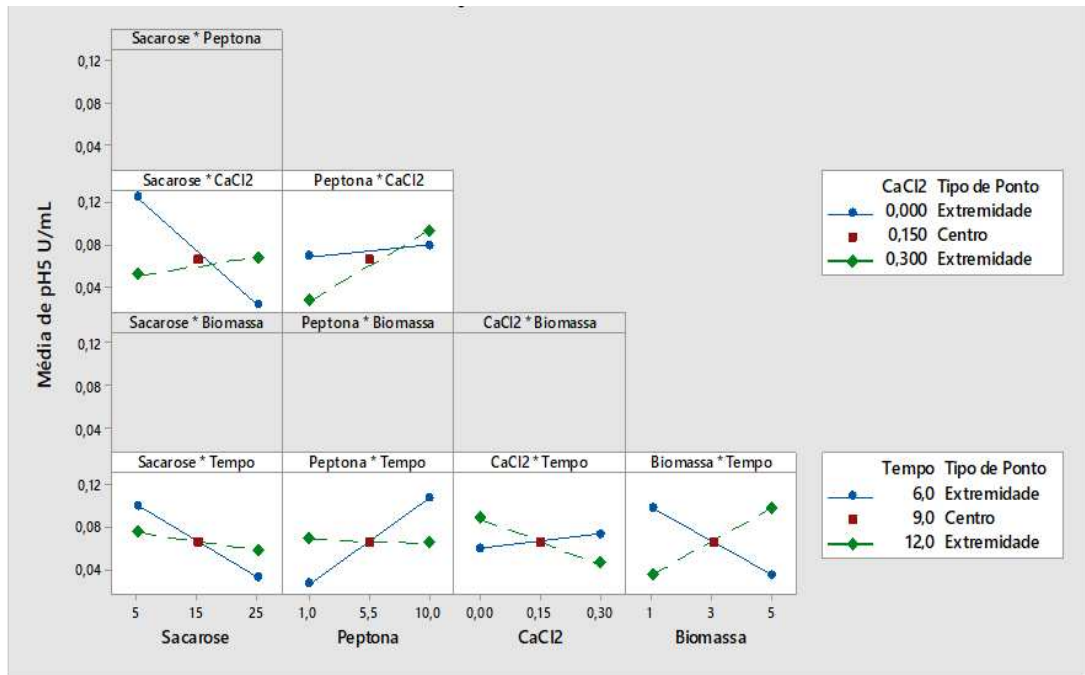 Sacarose * Peptona
0,12
0,08
0,04
Sacarose * CaCl2 Peptona * CaCl2
0,12
0,08
0,04
CaCl2 Tipo de Ponto
0,000 Extremidade
0,150 Centro
0,300 Extremidade
Média de pH5 U/mL
Sacarose * Biomassa Peptona * Biomassa CaCl2 * Biomassa
0,12
0,08
0,04
Sacarose * Tempo Peptona * Tempo CaCl2 * Tempo Biomassa * Tempo
0,12
0,08
0,04
Tempo Tipo de Ponto
6,0 Extremidade
9,0 Centro
12,0 Extremidade
5 15 25 1,0 5,5 10,0 0,00 0,15 0,30 1 3 5
Sacarose Peptona CaCl2 Biomassa